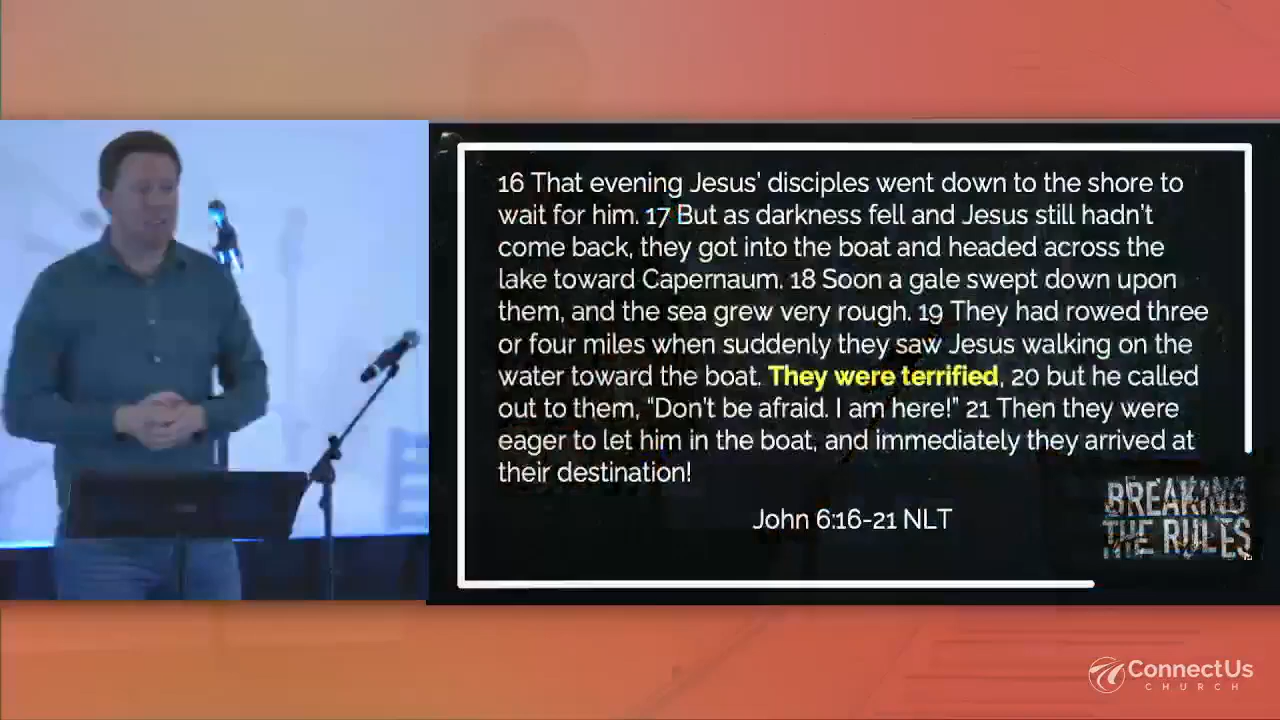 16 That evening Jesus' disciples went down to the shore to
wait for him. 17 But as darkness fell and Jesus still hadn't
come back, they got into the boat and headed across the
lake toward Capernaum. 18 Soon a gale swept down upon
them, and the sea grew very rough. 19 They had rowed three
or four miles when suddenly they saw Jesus walking on the
water toward the boat. They were terrified, 20 but he called
out to them, “Don't be afraid. I am here!” 21 Then they were
eager to let him in the boat, and immediately they arrived at
their destination!
John 6:16-21 NLT
BREAKING
THE RULES
ConnectUs
CHURCH